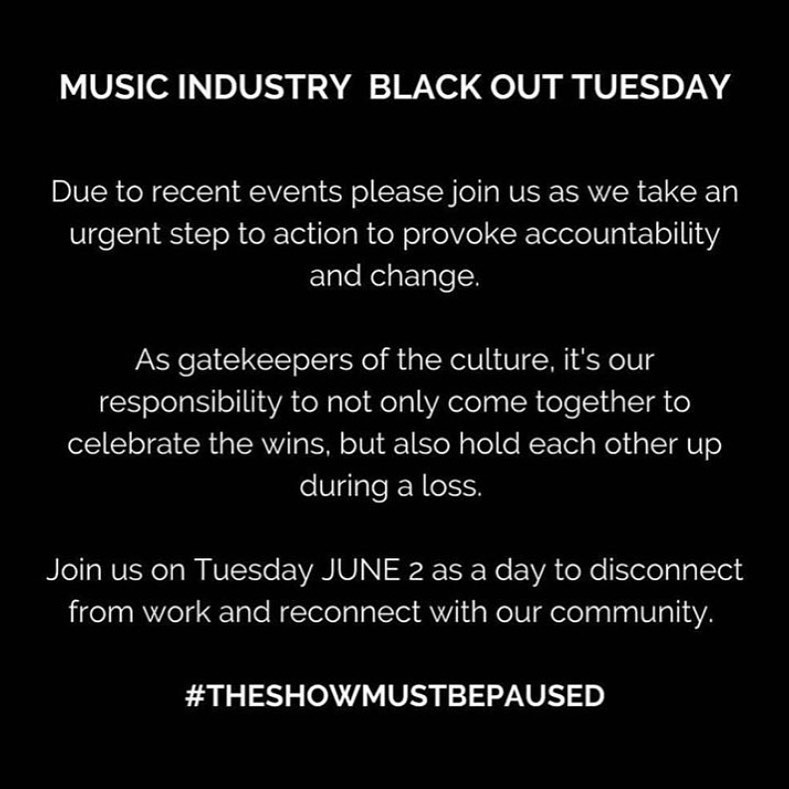 MUSIC INDUSTRY  BLACK OUT TUESDAY
Due to recent events please join us as we take an
urgent step to action to provoke accountability
and change.
As gatekeepers of the culture, it's our
responsibility to not only come together to
celebrate the wins, but also hold each other up
during a loss.
Join us on Tuesday JUNE 2 as a day to disconnect
from work and reconnect with our community.
#THESHOWMUSTBEPAUSED